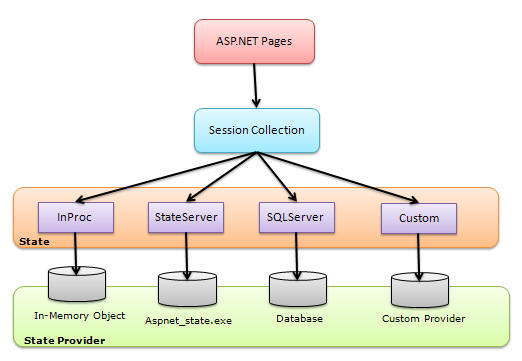 ASP.NET Pages
Session Collection
InProc
StateServer
SQLServer
Custom
State
In-Memory Object
Aspnet_state.exe
Database
Custom Provider
State Provider